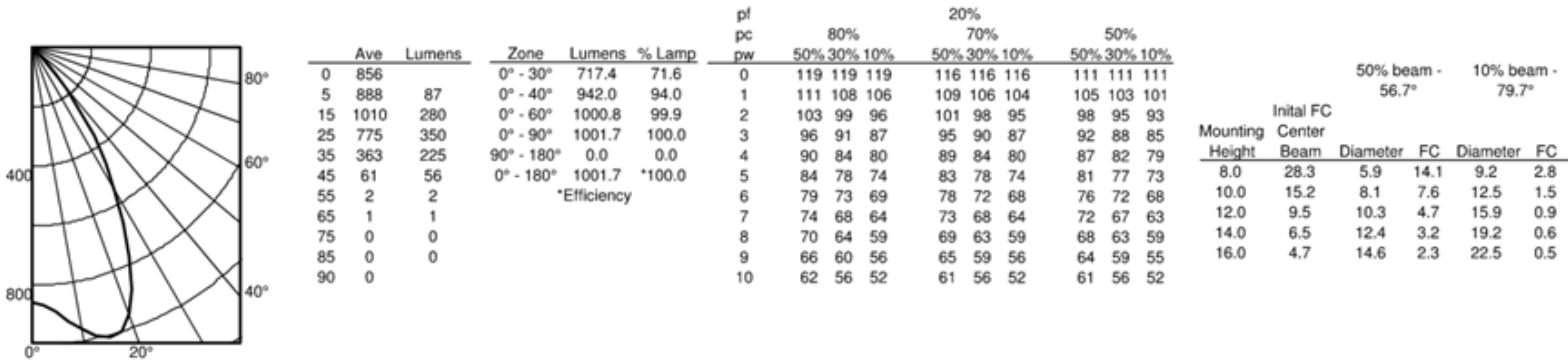 80°
60°
40°
400
800
0° 20°
Ave Lumens
0 856
5 888 87
15 1010 280
25 775 350
35 363 225
45 61 56
55 2 2
65 1 1
75 0 0
85 0 0
90 0
Zone Lumens % Lamp
0° - 30° 717.4 71.6
0° - 40° 942.0 94.0
0° - 60° 1000.8 99.9
0° - 90° 1001.7 100.0
90° - 180° 0.0 0.0
0° - 180° 1001.7 *100.0
*Efficiency
pf 20%
pc 80% 70% 50%
pw 50% 30% 10% 50% 30% 10% 50% 30% 10%
0 119 119 119 116 116 116 111 111 111
1 111 108 106 109 106 104 105 103 101
2 103 99 96 101 98 95 98 95 93
3 96 91 87 95 90 87 92 88 85
4 90 84 80 89 84 80 87 82 79
5 84 78 74 83 78 74 81 77 73
6 79 73 69 78 72 68 76 72 68
7 74 68 64 73 68 64 72 67 63
8 70 64 59 69 63 59 68 63 59
9 66 60 56 65 59 56 64 59 55
10 62 56 52 61 56 52 61 56 52
50% beam - 10% beam -
56.7° 79.7°
Inital FC
Mounting Center
Height Beam Diameter FC Diameter FC
8.0 28.3 5.9 14.1 9.2 2.8
10.0 15.2 8.1 7.6 12.5 1.5
12.0 9.5 10.3 4.7 15.9 0.9
14.0 6.5 12.4 3.2 19.2 0.6
16.0 4.7 14.6 2.3 22.5 0.5